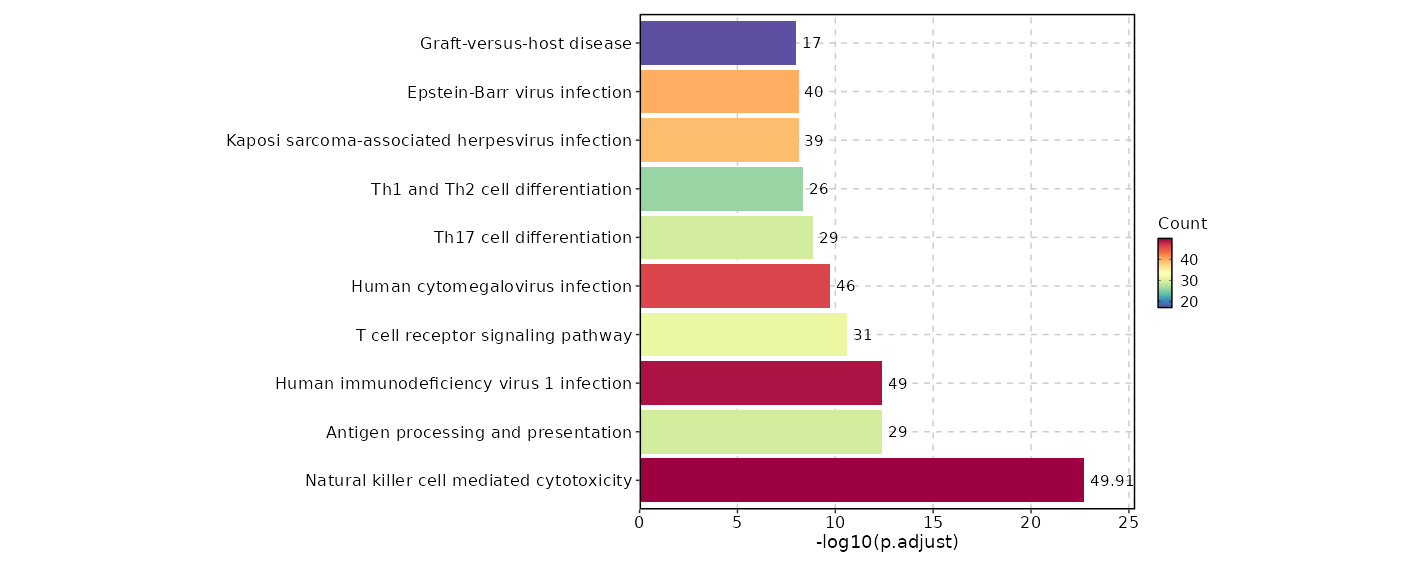 Graft-versus-host disease 17
Epstein-Barr virus infection 40
Kaposi sarcoma-associated herpesvirus infection 39
Th1 and Th2 cell differentiation 26
Th17 cell differentiation 29
Human cytomegalovirus infection 46
T cell receptor signaling pathway 31
Human immunodeficiency virus 1 infection 49
Antigen processing and presentation 29
Natural killer cell mediated cytotoxicity 49.91
0 5 10 15 20 25
-log10(p.adjust)
Count
40
30
20